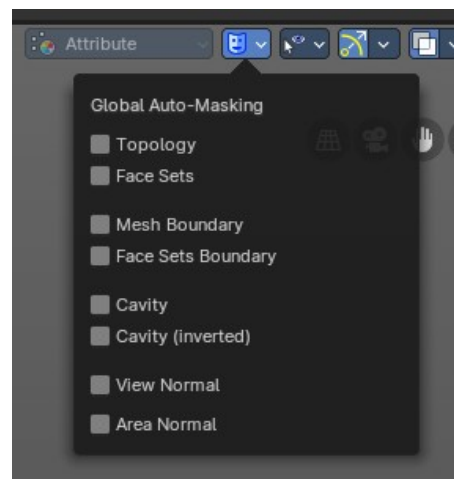 Attribute
Global Auto-Masking
Topology
Face Sets
Mesh Boundary
Face Sets Boundary
Cavity
Cavity (inverted)
View Normal
Area Normal